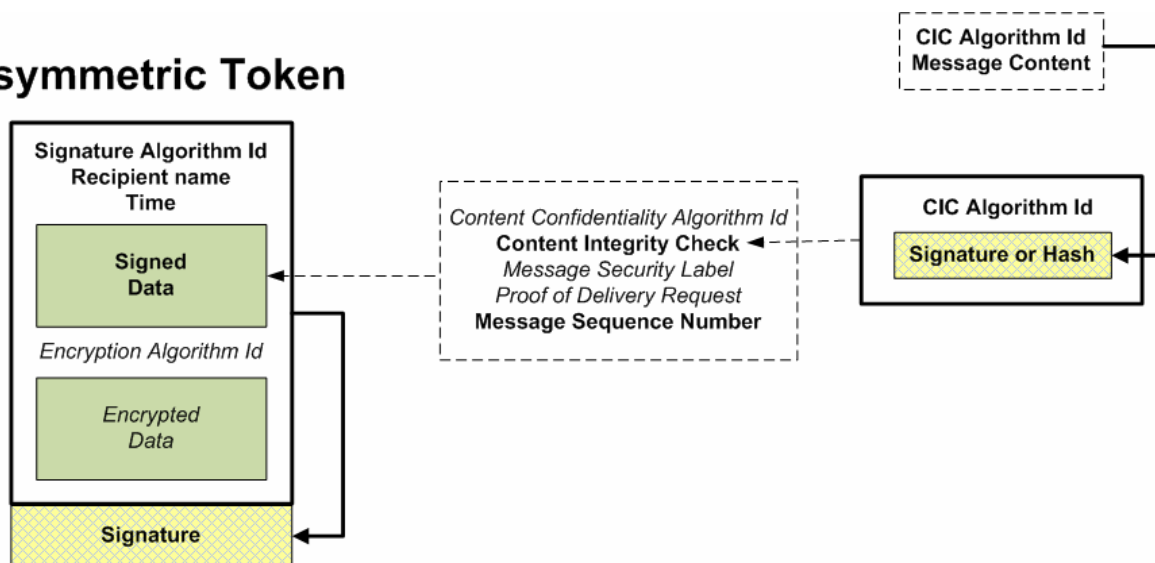 symmetric Token
CIC Algorithm Id
Message Content
Signature Algorithm Id
Recipient name
Time
Signed
Data
Encryption Algorithm Id
Encrypted
Data
Signature
Content Confidentiality Algorithm Id
Content Integrity Check
Message Security Label
Proof of Delivery Request
Message Sequence Number
CIC Algorithm Id
Signature or Hash